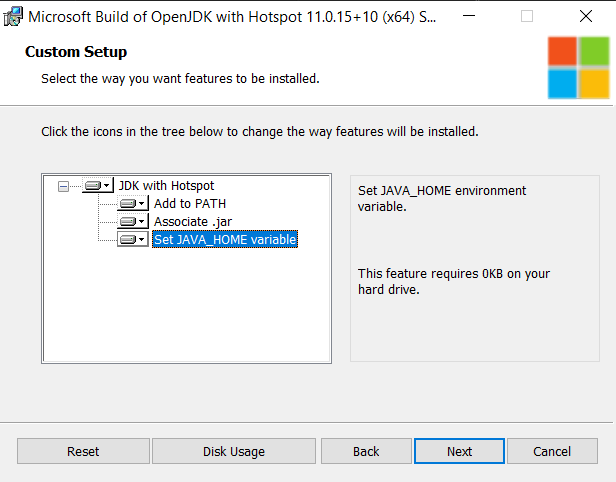 Microsoft Build of OpenJDK with Hotspot 11.0.15+10 (x64) S...
Custom Setup
Select the way you want features to be installed.
Click the icons in the tree below to change the way features will be installed.
JDK with Hotspot
Add to PATH
Associate .jar
Set JAVA_HOME variable
Set JAVA_HOME environment
variable.
This feature requires 0KB on your
hard drive.
Reset
Disk Usage
Back
Next
Cancel